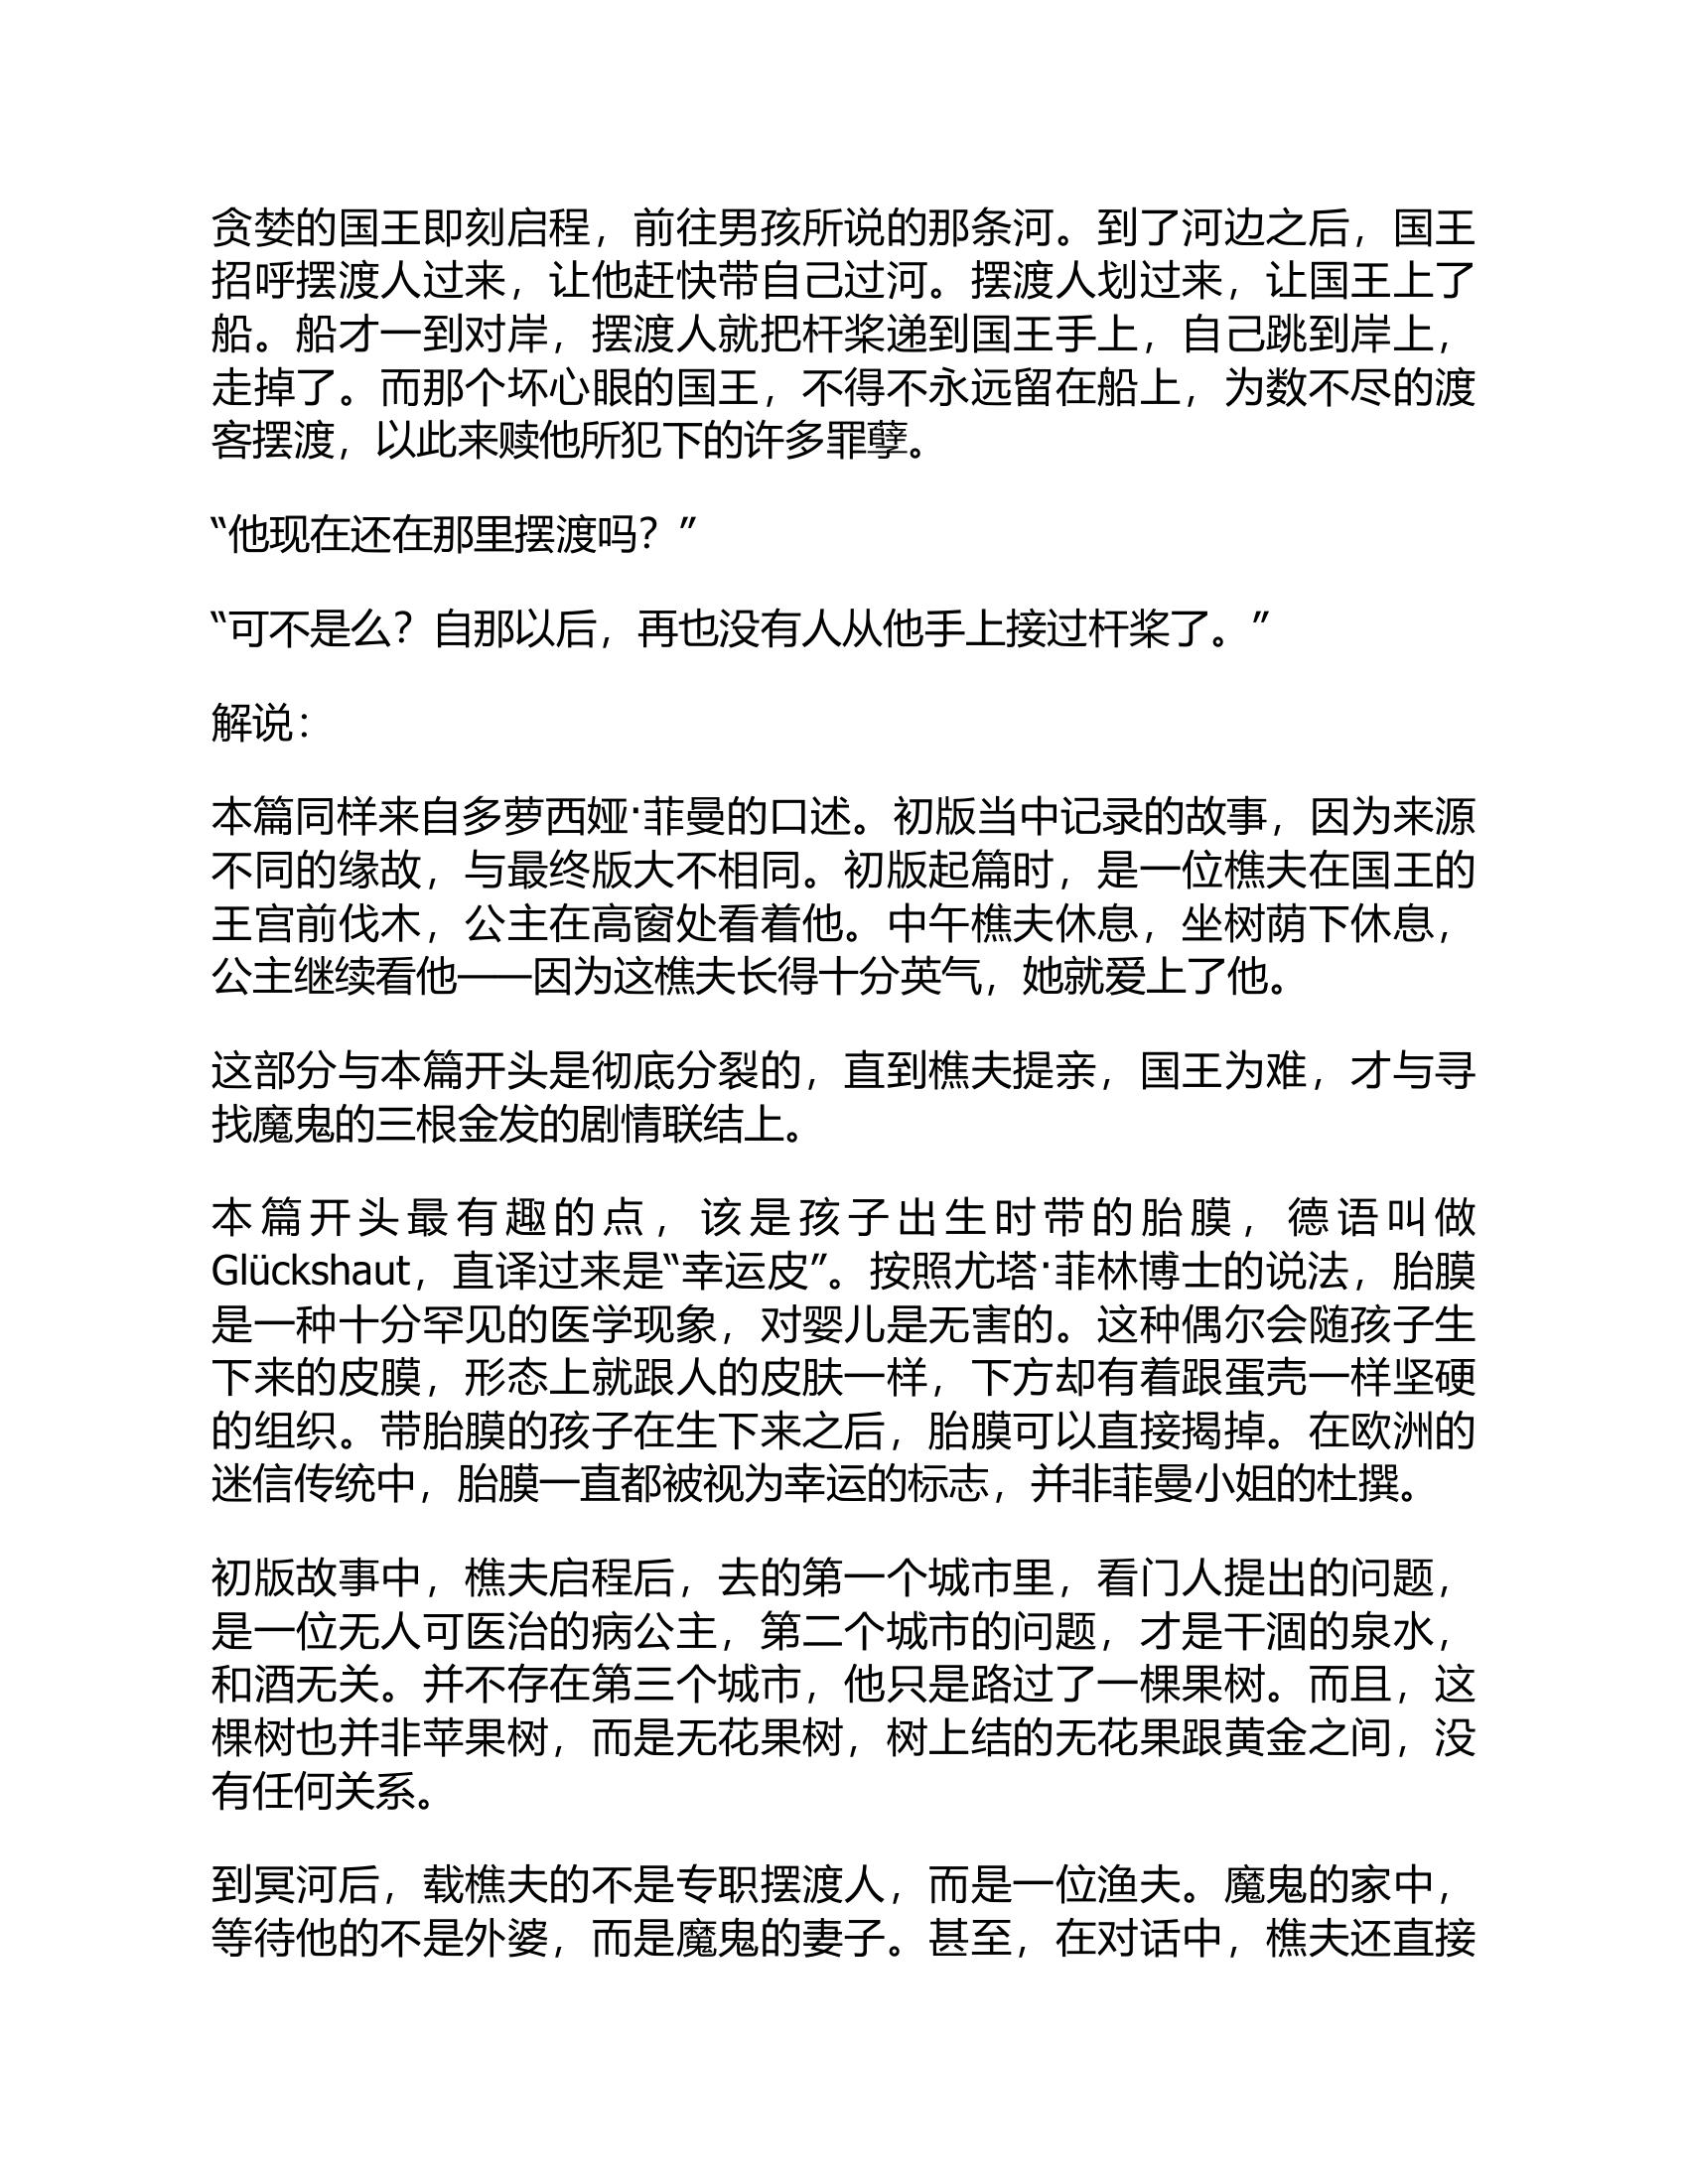 贪婪的国王即刻启程，前往男孩所说的那条河。到了河边之后，国王
招呼摆渡人过来，让他赶快带自己过河。摆渡人划过来，让国王上了
船。船才一到对岸，摆渡人就把杆桨递到国王手上，自己跳到岸上，
走掉了。而那个坏心眼的国王，不得不永远留在船上，为数不尽的渡
客摆渡，以此来赎他所犯下的许多罪孽。
“他现在还在那里摆渡吗？”
“可不是么？自那以后，再也没有人从他手上接过杆桨了。”
解说：
本篇同样来自多萝西娅·菲曼的口述。初版当中记录的故事，因为来源
不同的缘故，与最终版大不相同。初版起篇时，是一位樵夫在国王的
王宫前伐木，公主在高窗处看着他。中午樵夫休息，坐树荫下休息，
公主继续看他——因为这樵夫长得十分英气，她就爱上了他。
这部分与本篇开头是彻底分裂的，直到樵夫提亲，国王为难，才与寻
找魔鬼的三根金发的剧情联结上。
本篇开头最有趣的点，该是孩子出生时带的胎膜，德语叫做
Glückshaut，直译过来是“幸运皮”。按照尤塔·菲林博士的说法，胎膜
是一种十分罕见的医学现象，对婴儿是无害的。这种偶尔会随孩子生
下来的皮膜，形态上就跟人的皮肤一样，下方却有着跟蛋壳一样坚硬
的组织。带胎膜的孩子在生下来之后，胎膜可以直接揭掉。在欧洲的
迷信传统中，胎膜一直都被视为幸运的标志，并非菲曼小姐的杜撰。
初版故事中，樵夫启程后，去的第一个城市里，看门人提出的问题，
是一位无人可医治的病公主，第二个城市的问题，才是干涸的泉水，
和酒无关。并不存在第三个城市，他只是路过了一棵果树。而且，这
棵树也并非苹果树，而是无花果树，树上结的无花果跟黄金之间，没
有任何关系。
到冥河后，载樵夫的不是专职摆渡人，而是一位渔夫。魔鬼的家中，
等待他的不是外婆，而是魔鬼的妻子。甚至，在对话中，樵夫还直接